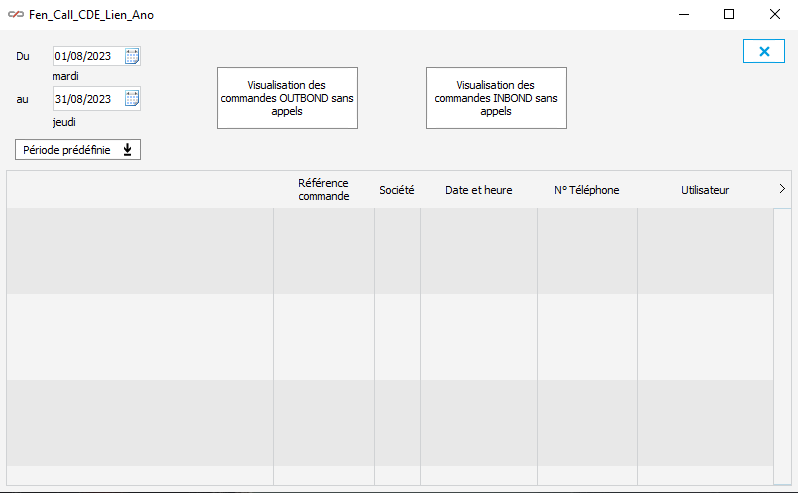 Fen_Call_CDE_Lien_Ano
Du
01/08/2023
mardi
au
31/08/2023
jeudi
Période prédéfinie
Visualisation des
commandes OUTBOND sans
appels
Visualisation des
commandes INBOND sans
appels
Référence
commande
Société
Date et heure
N° Téléphone
Utilisateur